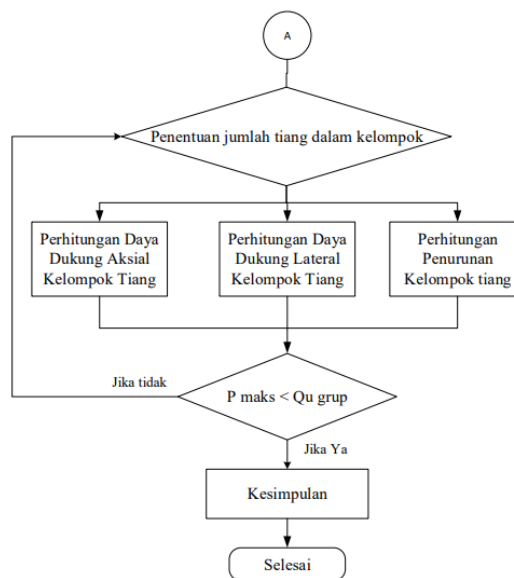 A
Penentuan jumlah tiang dalam kelompok
Perhitungan Daya
Dukung Aksial
Kelompok Tiang
Perhitungan Daya
Dukung Lateral
Kelompok Tiang
Perhitungan
Penurunan
Kelompok tiang
Jika tidak
P maks < Qu grup
Jika Ya
Kesimpulan
Selesai